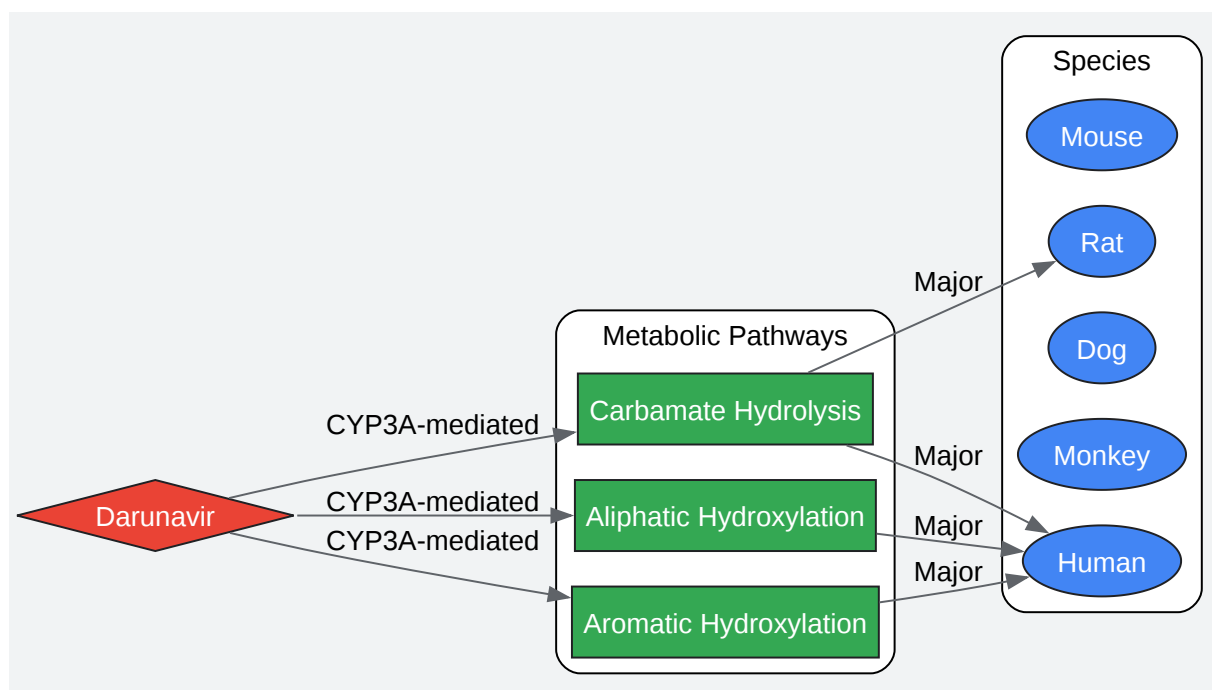 Species
Mouse
Rat
Major
Dog
Metabolic Pathways
Carbamate Hydrolysis
CYP3A-mediated
Major
Monkey
CYP3A-mediated
Darunavir
Aliphatic Hydroxylation
Major
CYP3A-mediated
Human
Major
Aromatic Hydroxylation